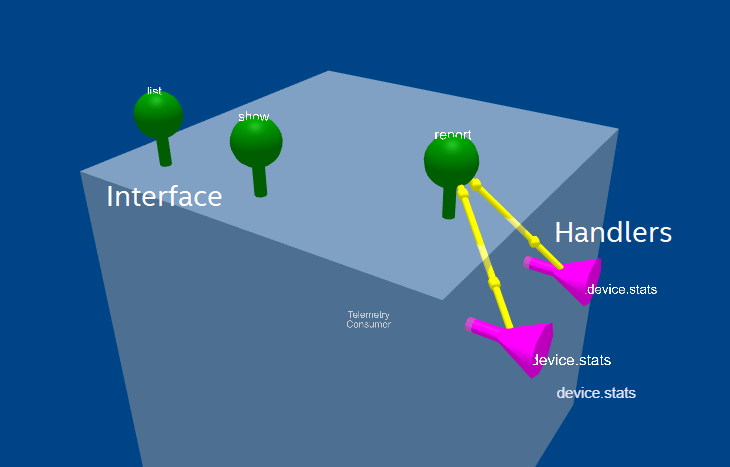 list
show
report
Interface
Handlers
.device.stats
Telemetry
Consumer
device.stats
device.stats